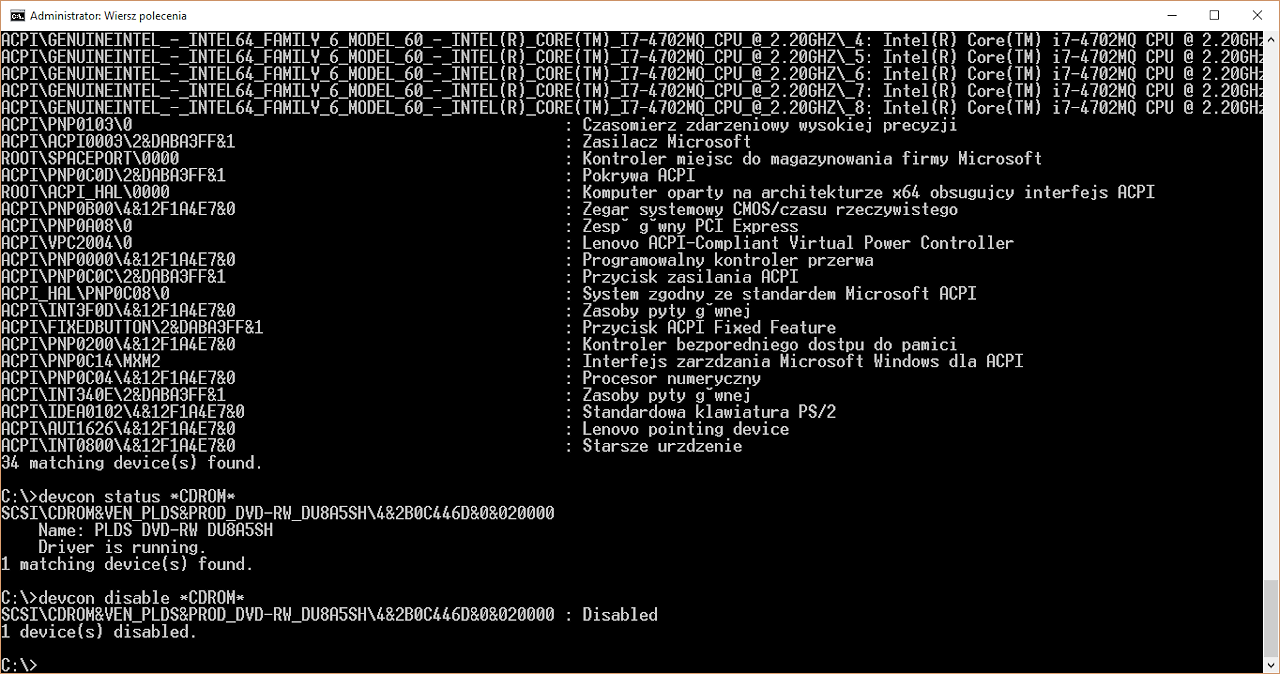 Administrator: Wiersz polecenia
ACPI\GENUINEINTEL_-_INTEL64_FAMILY_6_MODEL_60_-_INTEL(R)_CORE(TM)_I7-4702MQ_CPU_@_2.20GHZ\_4: Intel(R) Core(TM) i7-4702MQ CPU @ 2.20GHz
ACPI\GENUINEINTEL_-_INTEL64_FAMILY_6_MODEL_60_-_INTEL(R)_CORE(TM)_I7-4702MQ_CPU_@_2.20GHZ\_5: Intel(R) Core(TM) i7-4702MQ CPU @ 2.20GHz
ACPI\GENUINEINTEL_-_INTEL64_FAMILY_6_MODEL_60_-_INTEL(R)_CORE(TM)_I7-4702MQ_CPU_@_2.20GHZ\_6: Intel(R) Core(TM) i7-4702MQ CPU @ 2.20GHz
ACPI\GENUINEINTEL_-_INTEL64_FAMILY_6_MODEL_60_-_INTEL(R)_CORE(TM)_I7-4702MQ_CPU_@_2.20GHZ\_7: Intel(R) Core(TM) i7-4702MQ CPU @ 2.20GHz
ACPI\GENUINEINTEL_-_INTEL64_FAMILY_6_MODEL_60_-_INTEL(R)_CORE(TM)_I7-4702MQ_CPU_@_2.20GHZ\_8: Intel(R) Core(TM) i7-4702MQ CPU @ 2.20GHz
ACPI\PNP0103\0 : Czasomierz zdarzeniowy wysokiej precyzji
ACPI\ACPI0003\2&DABA3FF&1 : Zasilacz Microsoft
ROOT\SPACEPORT\0000 : Kontroler miejsc do magazynowania firmy Microsoft
ACPI\PNP0C0D\2&DABA3FF&1 : Pokrywa ACPI
ROOT\ACPI_HAL\0000 : Komputer oparty na architekturze x64 obsugujcy interfejs ACPI
ACPI\PNP0B00\4&12F1A4E7&0 : Zegar systemowy CMOS/czasu rzeczywistego
ACPI\PNP0A08\0 : Zesp˘ g˘wny PCI Express
ACPI\VPC2004\0 : Lenovo ACPI-Compliant Virtual Power Controller
ACPI\PNP0000\4&12F1A4E7&0 : Programowalny kontroler przerwa
ACPI\PNP0C0C\2&DABA3FF&1 : Przycisk zasilania ACPI
ACPI_HAL\PNP0C08\0 : System zgodny ze standardem Microsoft ACPI
ACPI\INT3F0D\4&12F1A4E7&0 : Zasoby pyty g˘wnej
ACPI\FIXEDBUTTON\2&DABA3FF&1 : Przycisk ACPI Fixed Feature
ACPI\PNP0200\4&12F1A4E7&0 : Kontroler bezporedniego dostpu do pamici
ACPI\PNP0C14\MXM2 : Interfejs zarzdzania Microsoft Windows dla ACPI
ACPI\PNP0C04\4&12F1A4E7&0 : Procesor numeryczny
ACPI\INT340E\2&DABA3FF&1 : Zasoby pyty g˘wnej
ACPI\IDEA0102\4&12F1A4E7&0 : Standardowa klawiatura PS/2
ACPI\AUI1626\4&12F1A4E7&0 : Lenovo pointing device
ACPI\INT0800\4&12F1A4E7&0 : Starsze urzdzenie
34 matching device(s) found.
C:\>devcon status *CDROM*
SCSI\CDROM&VEN_PLDS&PROD_DVD-RW_DU8A5SH\4&2B0C446D&0&020000
Name: PLDS DVD-RW DU8A5SH
Driver is running.
1 matching device(s) found.
C:\>devcon disable *CDROM*
SCSI\CDROM&VEN_PLDS&PROD_DVD-RW_DU8A5SH\4&2B0C446D&0&020000 : Disabled
1 device(s) disabled.
C:\>